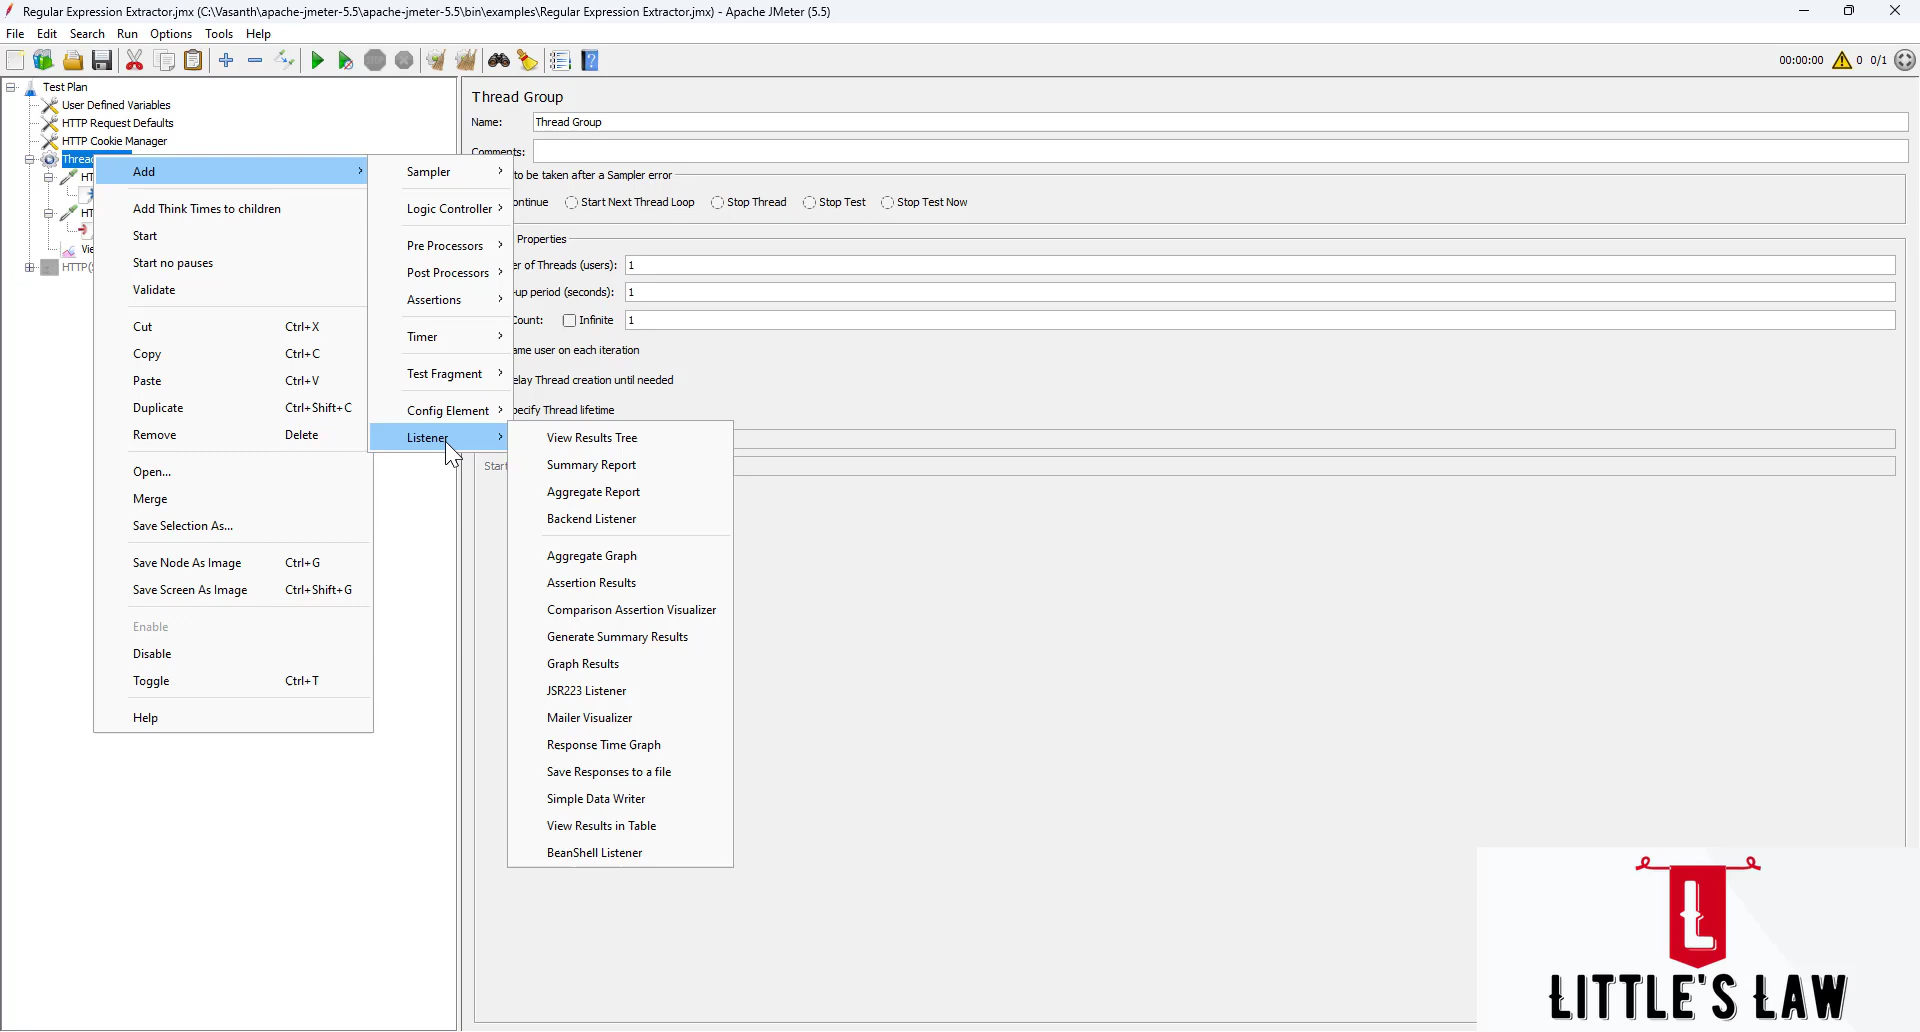 Regular Expression Extractor.jmx (C:\Vasanth\apache-jmeter-5.5\apache-jmeter-5.5\bin\examples\Regular Expression Extractor.jmx) - Apache JMeter (5.5)
File Edit Search Run Options Tools Help
00:00:00 0 0/1
Test Plan
User Defined Variables
HTTP Request Defaults
HTTP Cookie Manager
Threa
HT
HT
Vie
HTTP(
Add
Add Think Times to children
Start
Start no pauses
Validate
Cut Ctrl+X
Copy Ctrl+C
Paste Ctrl+V
Duplicate Ctrl+Shift+C
Remove Delete
Open...
Merge
Save Selection As...
Save Node As Image Ctrl+G
Save Screen As Image Ctrl+Shift+G
Enable
Disable
Toggle Ctrl+T
Help
Sampler
Logic Controller
Pre Processors
Post Processors
Assertions
Timer
Test Fragment
Config Element
Listener
View Results Tree
Summary Report
Aggregate Report
Backend Listener
Aggregate Graph
Assertion Results
Comparison Assertion Visualizer
Generate Summary Results
Graph Results
JSR223 Listener
Mailer Visualizer
Response Time Graph
Save Responses to a file
Simple Data Writer
View Results in Table
BeanShell Listener
Thread Group
Name: Thread Group
Comments:
to be taken after a Sampler error
ontinue Start Next Thread Loop Stop Thread Stop Test Stop Test Now
Properties
er of Threads (users): 1
-up period (seconds): 1
ount: Infinite 1
ame user on each iteration
elay Thread creation until needed
pecify Thread lifetime
Start
L
LITTLE'S LAW